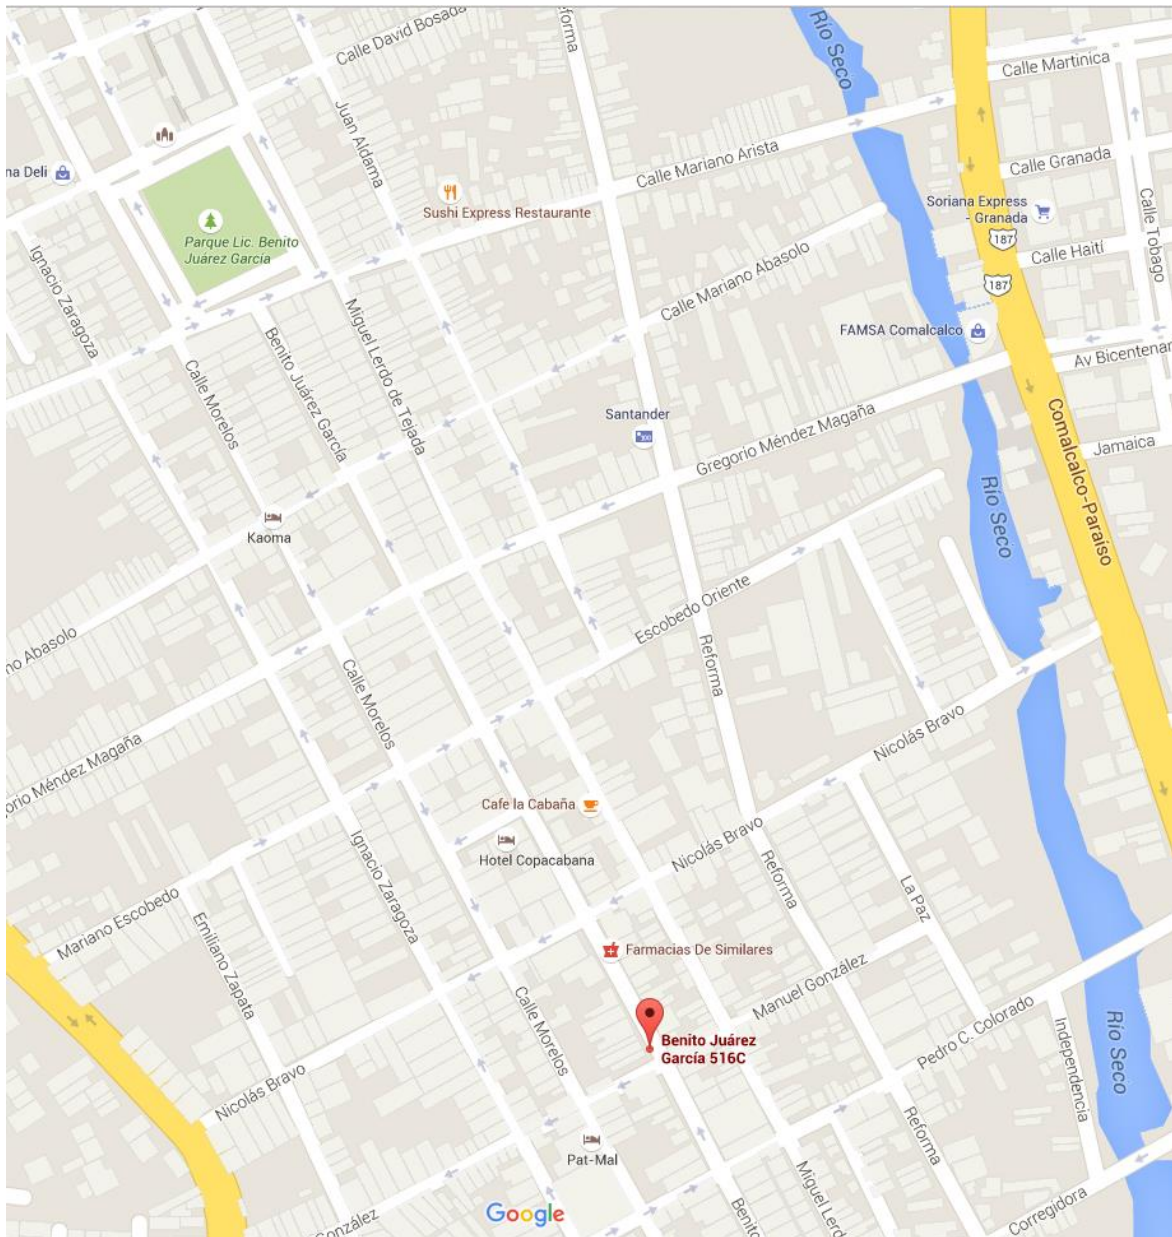 Calle David Bosada
eforma
Río Seco
Calle Martinica
Juan Aldama
Calle Mariano Arista
Calle Granada
na Deli
Sushi Express Restaurante
Soriana Express
- Granada
Calle Tobago
Parque Lic. Benito
Juárez García
187
Calle Haití
Ignacio Zaragoza
Calle Mariano Abasolo
187
Miguel Lerdo de Tejada
FAMSA Comalcalco
Benito Juárez García
Av Bicentenar
Calle Morelos
Santander
Gregorio Méndez Magaña
Comalcalco-Paraíso
Jamaica
Río Seco
Kaoma
Escobedo Oriente
no Abasolo
Reforma
Calle Morelos
Nicolás Bravo
orio Méndez Magaña
Cafe la Cabaña
Hotel Copacabana
Nicolás Bravo
Ignacio Zaragoza
Reforma
La Paz
Mariano Escobedo
Emiliano Zapata
Farmacias De Similares
Manuel González
Calle Morelos
Pedro C. Colorado
Río Seco
Benito Juárez
García 516C
Independencia
Nicolás Bravo
Reforma
Pat-Mal
Miguel Lerd
Corregidora
González
Google
Benito